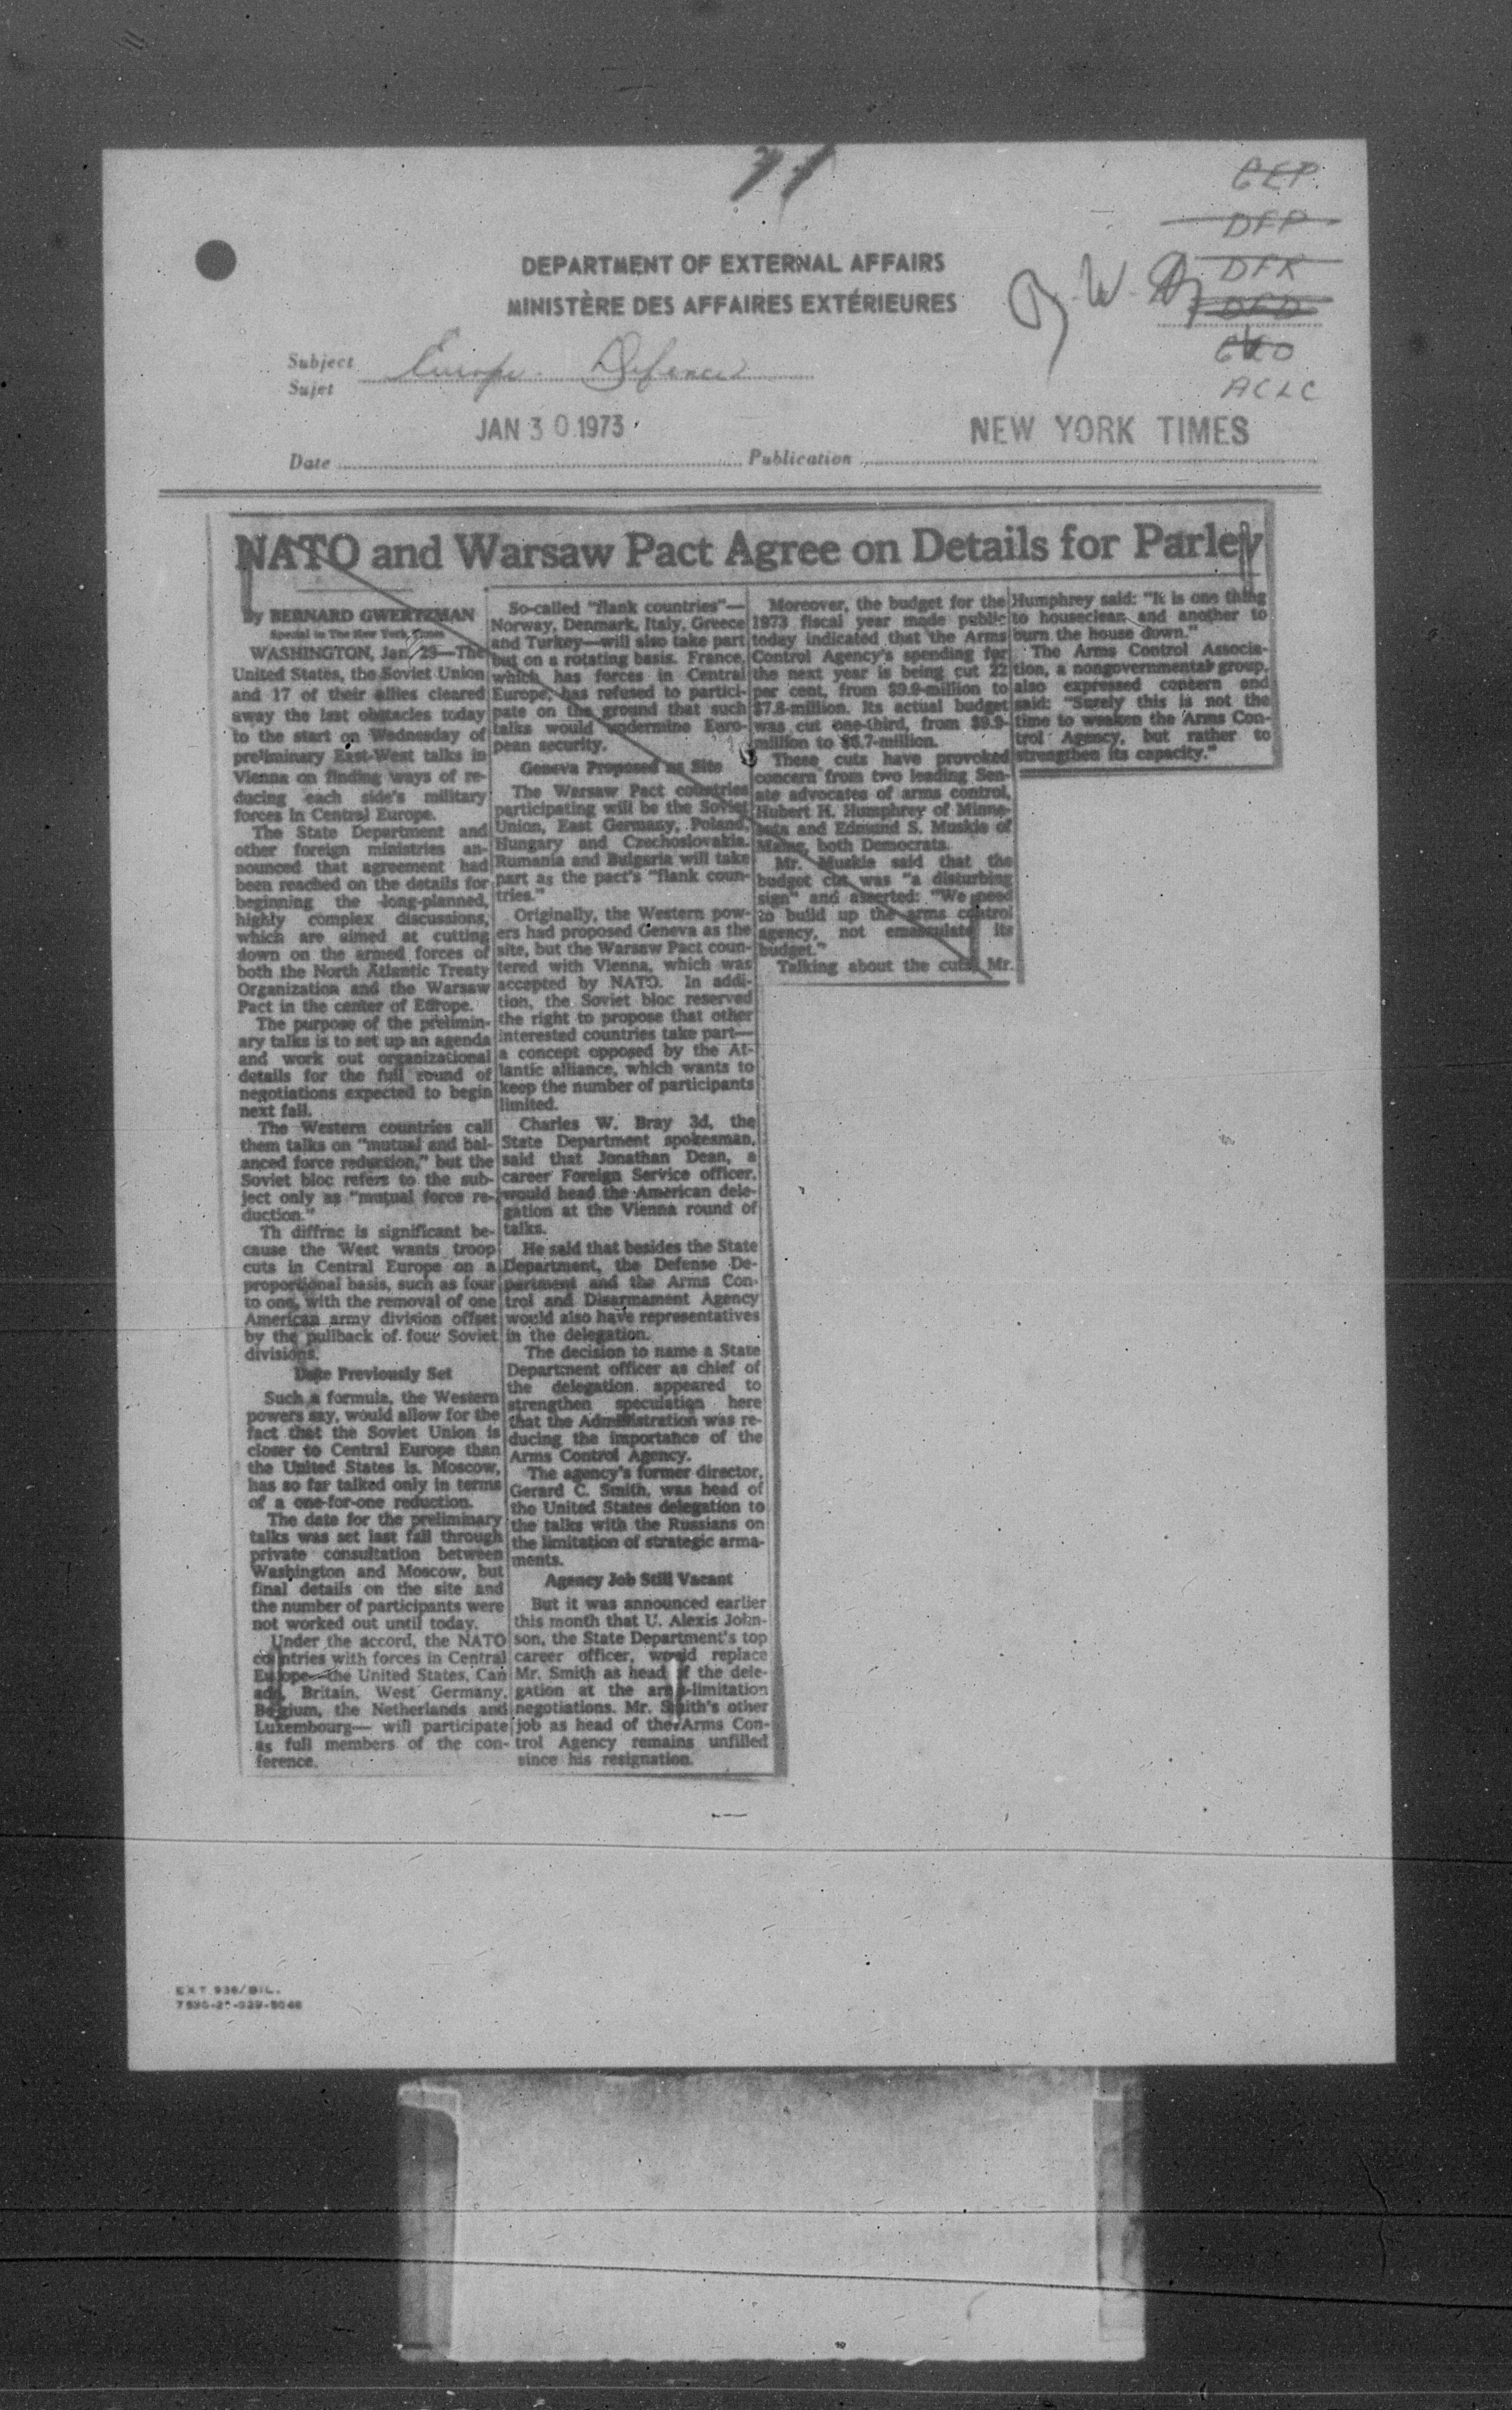 GEP.
DFP
DFR
DFD
ACLC
DEPARTMENT OF EXTERNAL AFFAIRS
MINISTÈRE DES AFFAIRES EXTÉRIEURES
Subject
Sujet
Europe - Defence
JAN 30 1973
NEW YORK TIMES
Date
Publication
NATO and Warsaw Pact Agree on Details for Parley
By BERNARD GWERTZMAN
Special to The New York Times
WASHINGTON, Jan. 29—The
United States, the Soviet Union
and 17 of their allies cleared
away the last obstacles today
to the start on Wednesday of
preliminary East-West talks in
Vienna on finding ways of re-
ducing each side's military
forces in Central Europe.
The State Department and
other foreign ministries an-
nounced that agreement had
been reached on the details for
beginning the long-planned,
highly complex discussions,
which are aimed at cutting
down on the armed forces of
both the North Atlantic Treaty
Organization and the Warsaw
Pact in the center of Europe.
The purpose of the prelimin-
ary talks is to set up an agenda
and work out organizational
details for the full round of
negotiations expected to begin
next fall.
The Western countries call
them talks on "mutual and bal-
anced force reduction," but the
Soviet bloc refers to the sub-
ject only as "mutual force re-
duction."
Th diffrnc is significant be-
cause the West wants troop
cuts in Central Europe on a
proportional basis, such as four
to one, with the removal of one
American army division offset
by the pullback of four Soviet
divisions.
Date Previously Set
Such a formula, the Western
powers say, would allow for the
fact that the Soviet Union is
closer to Central Europe than
the United States is. Moscow,
has so far talked only in terms
of a one-for-one reduction.
The date for the preliminary
talks was set last fall through
private consultation between
Washington and Moscow, but
final details on the site and
the number of participants were
not worked out until today.
Under the accord, the NATO
countries with forces in Central
Europe—the United States, Can
ada, Britain, West Germany,
Belgium, the Netherlands and
Luxembourg— will participate
as full members of the con-
ference.
So-called "flank countries"—
Norway, Denmark, Italy, Greece
and Turkey—will also take part
but on a rotating basis. France,
which has forces in Central
Europe, has refused to partici-
pate on the ground that such
talks would undermine Euro-
pean security.
Geneva Proposed as Site
The Warsaw Pact countries
participating will be the Soviet
Union, East Germany, Poland,
Hungary and Czechoslovakia.
Rumania and Bulgaria will take
part as the pact's "flank coun-
tries."
Originally, the Western pow-
ers had proposed Geneva as the
site, but the Warsaw Pact coun-
tered with Vienna, which was
accepted by NATO. In addi-
tion, the Soviet bloc reserved
the right to propose that other
interested countries take part—
a concept opposed by the At-
lantic alliance, which wants to
keep the number of participants
limited.
Charles W. Bray 3d, the
State Department spokesman,
said that Jonathan Dean, a
career Foreign Service officer,
would head the American dele-
gation at the Vienna round of
talks.
He said that besides the State
Department, the Defense De-
partment and the Arms Con-
trol and Disarmament Agency
would also have representatives
in the delegation.
The decision to name a State
Department officer as chief of
the delegation appeared to
strengthen speculation here
that the Administration was re-
ducing the importance of the
Arms Control Agency.
The agency's former director,
Gerard C. Smith, was head of
the United States delegation to
the talks with the Russians on
the limitation of strategic arma-
ments.
Agency Job Still Vacant
But it was announced earlier
this month that U. Alexis John-
son, the State Department's top
career officer, would replace
Mr. Smith as head of the dele-
gation at the arms-limitation
negotiations. Mr. Smith's other
job as head of the Arms Con-
trol Agency remains unfilled
since his resignation.
Moreover, the budget for the
1973 fiscal year made public
today indicated that the Arms
Control Agency's spending for
the next year is being cut 22
per cent, from $9.9-million to
$7.8-million. Its actual budget
was cut one-third, from $9.9-
million to $6.7-million.
These cuts have provoked
concern from two leading Sen-
ate advocates of arms control,
Hubert H. Humphrey of Minne-
sota and Edmund S. Muskie of
Maine, both Democrats.
Mr. Muskie said that the
budget cut was "a disturbing
sign" and asserted: "We need
to build up the arms control
agency, not emasculate its
budget."
Talking about the cuts, Mr.
Humphrey said: "It is one thing
to houseclean and another to
burn the house down."
The Arms Control Associa-
tion, a nongovernmental group,
also expressed concern and
said: "Surely this is not the
time to weaken the Arms Con-
trol Agency, but rather to
strengthen its capacity."
EXT 936/BIL.